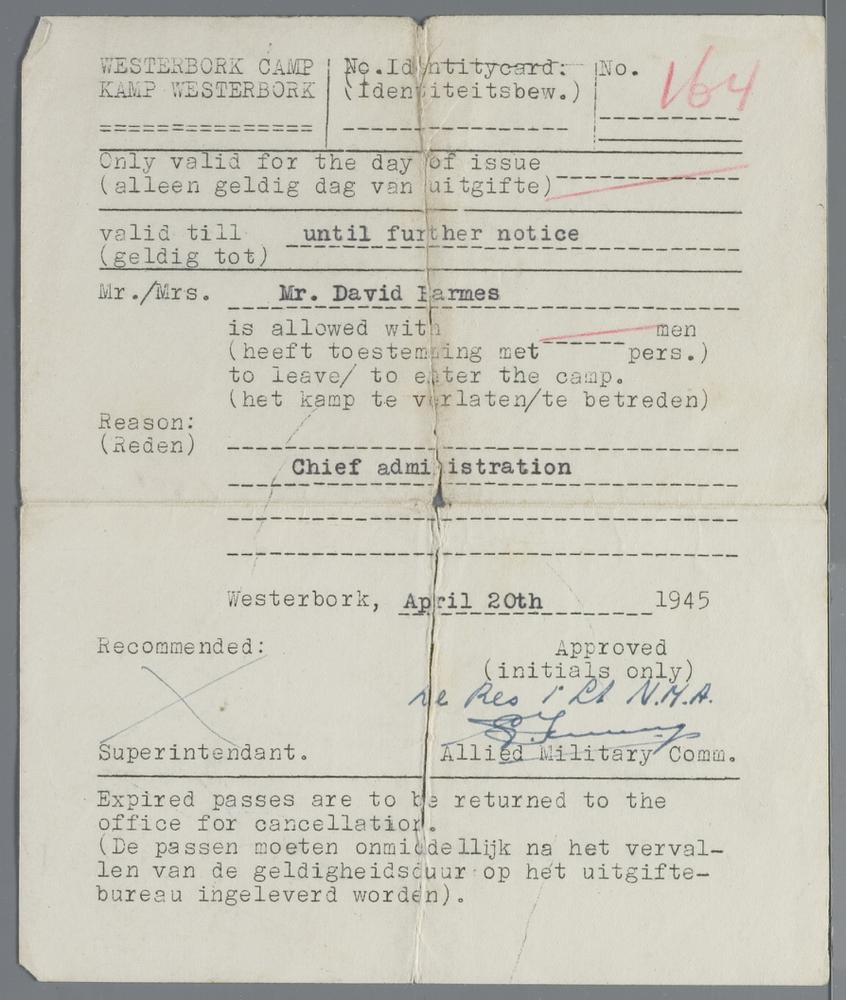 WESTERBORK CAMP No.Identitycard: No. 164
KAMP WESTERBORK (Identiteitsbew.)
===============
Only valid for the day of issue
(alleen geldig dag van uitgifte)
valid till until further notice
(geldig tot)
Mr./Mrs. Mr. David
is allowed with men
(heeft toestemming met pers.)
to leave/ to enter the camp.
(het kamp te verlaten/te betreden)
Reason:
(Reden)
Chief administration
Westerbork, April 20th 1945
Recommended: Approved
(initials only)
De Res 1e Lt N.M.A.
Superintendant. Allied Military Comm.
Expired passes are to be returned to the
office for cancellation.
(De passen moeten onmiddellijk na het verval-
len van de geldigheidsduur op het uitgifte-
bureau ingeleverd worden).